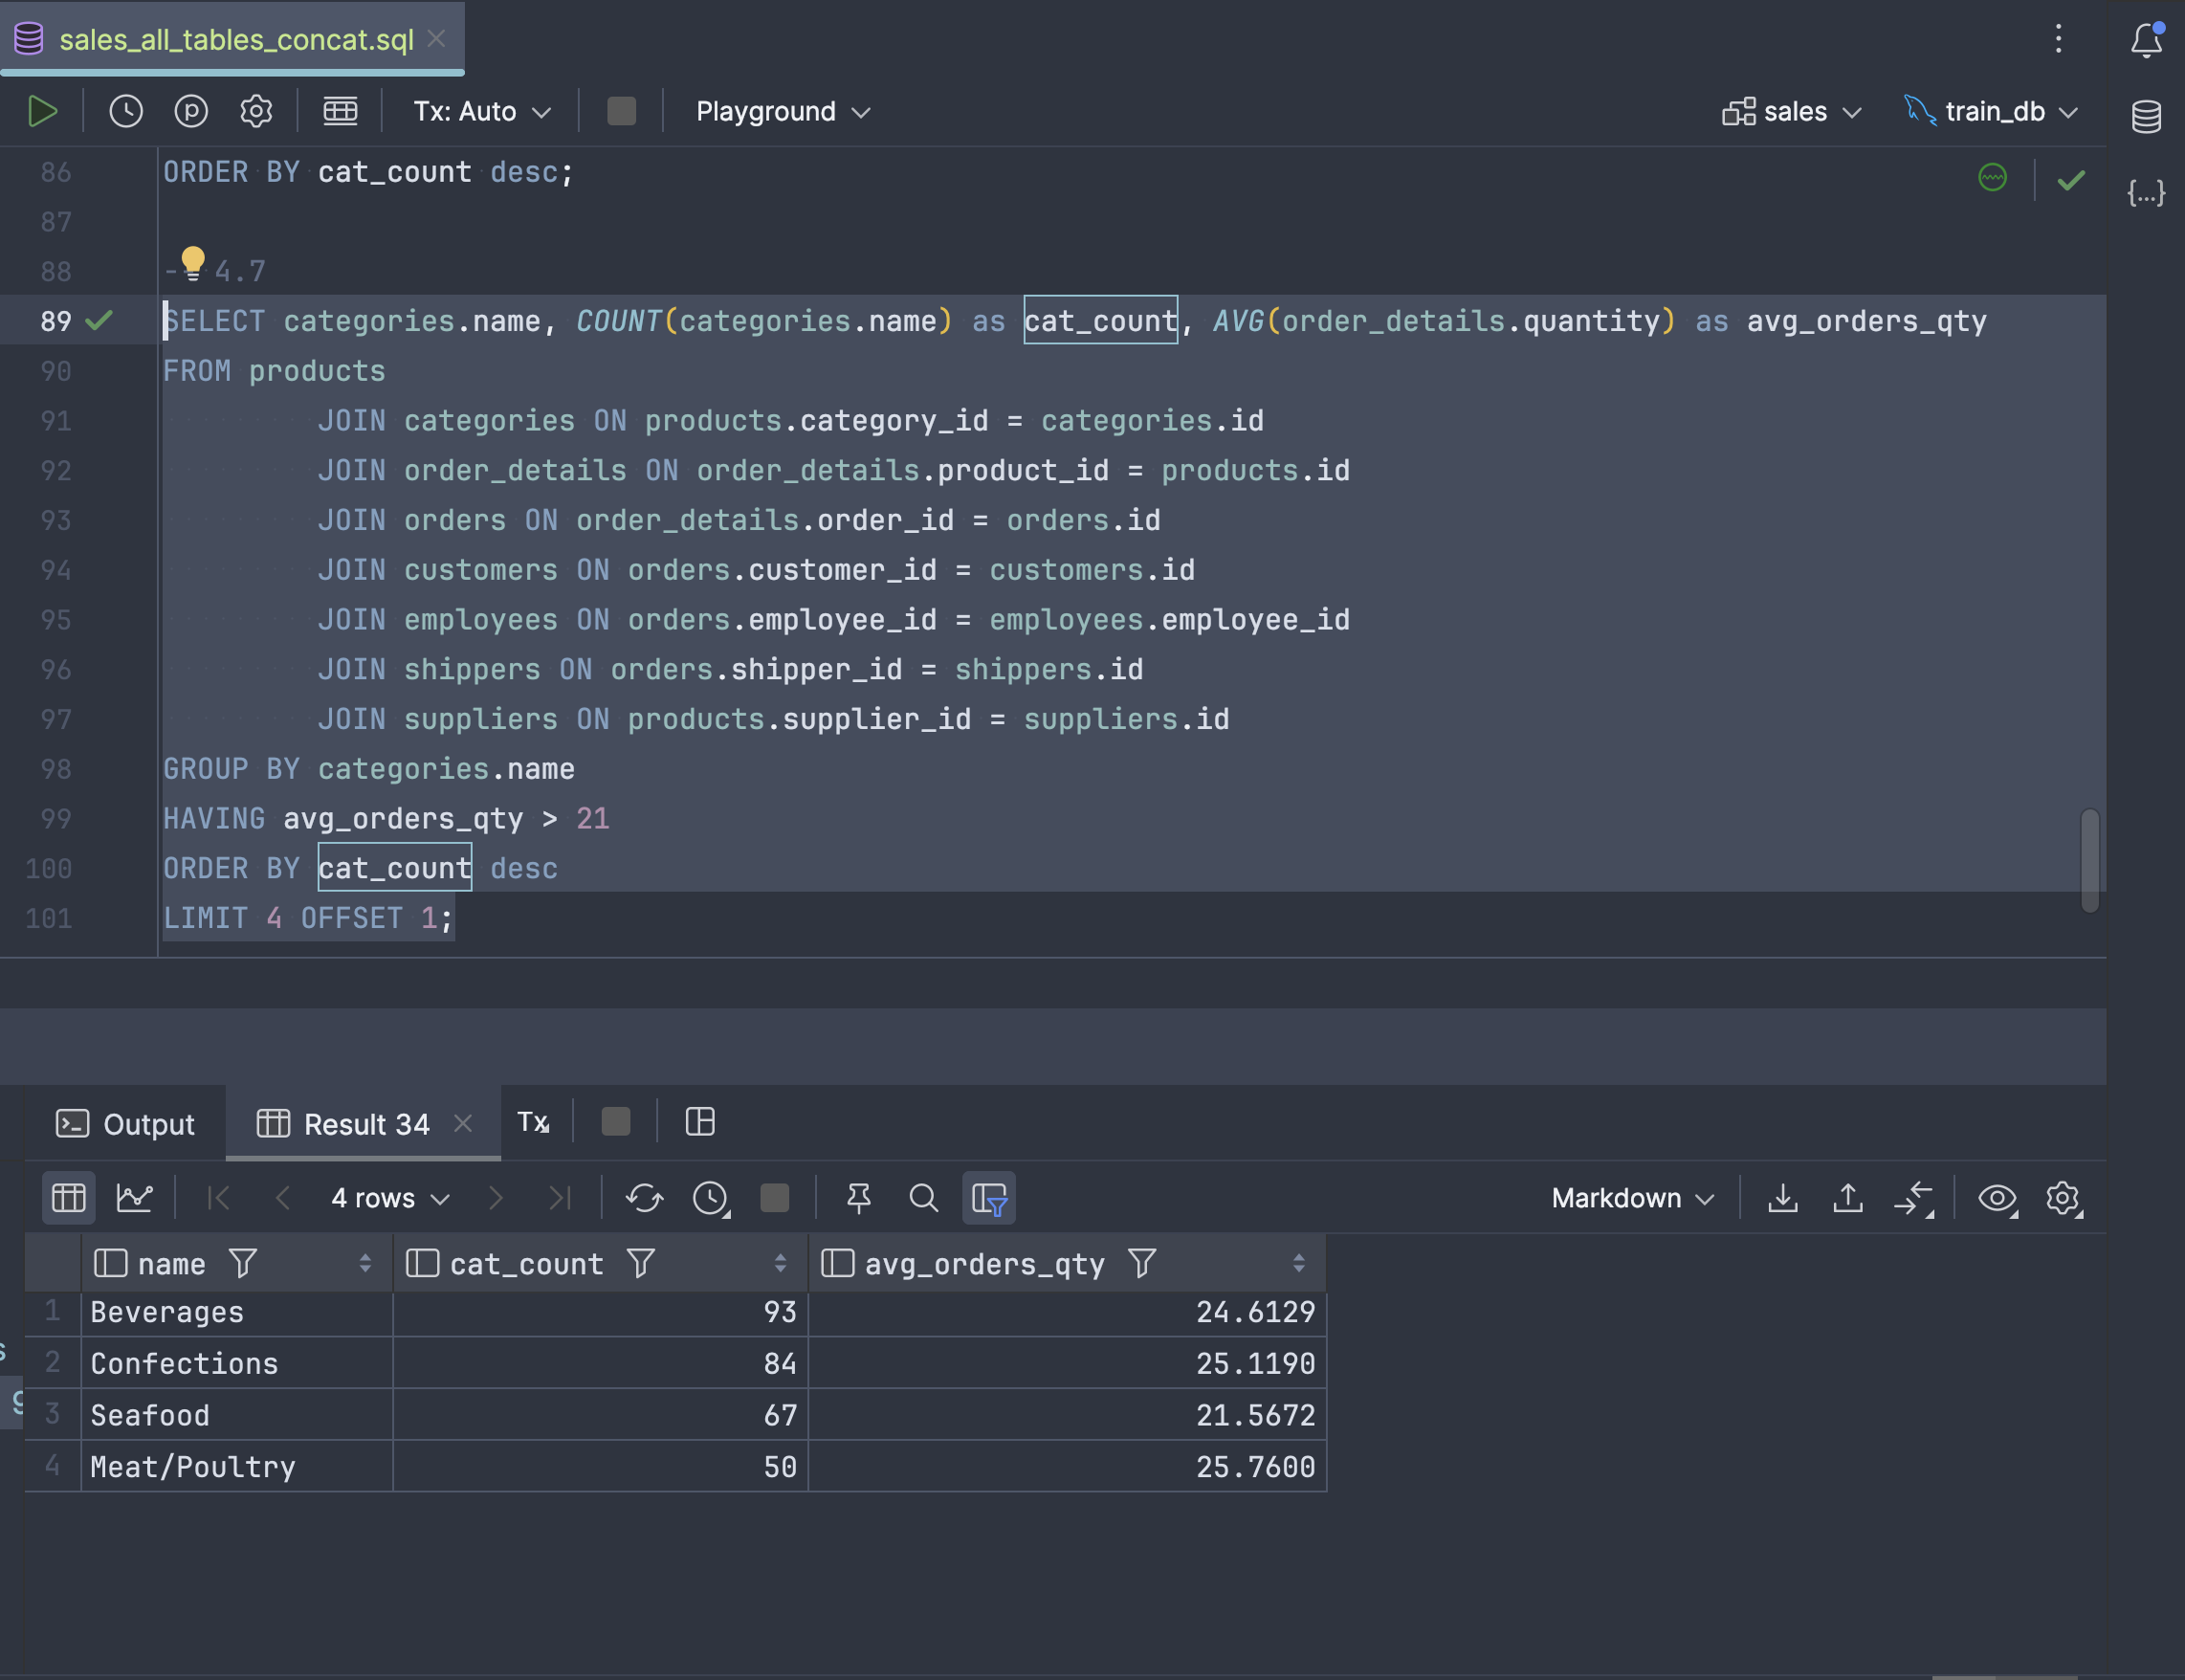 sales_all_tables_concat.sql
Tx: Auto Playground sales train_db
86 ORDER BY cat_count desc;
87
88 -- 4.7
89 SELECT categories.name, COUNT(categories.name) as cat_count, AVG(order_details.quantity) as avg_orders_qty
90 FROM products
91 JOIN categories ON products.category_id = categories.id
92 JOIN order_details ON order_details.product_id = products.id
93 JOIN orders ON order_details.order_id = orders.id
94 JOIN customers ON orders.customer_id = customers.id
95 JOIN employees ON orders.employee_id = employees.employee_id
96 JOIN shippers ON orders.shipper_id = shippers.id
97 JOIN suppliers ON products.supplier_id = suppliers.id
98 GROUP BY categories.name
99 HAVING avg_orders_qty > 21
100 ORDER BY cat_count desc
101 LIMIT 4 OFFSET 1;
Output Result 34 Tx
4 rows Markdown
name cat_count avg_orders_qty
1 Beverages 93 24.6129
2 Confections 84 25.1190
3 Seafood 67 21.5672
4 Meat/Poultry 50 25.7600